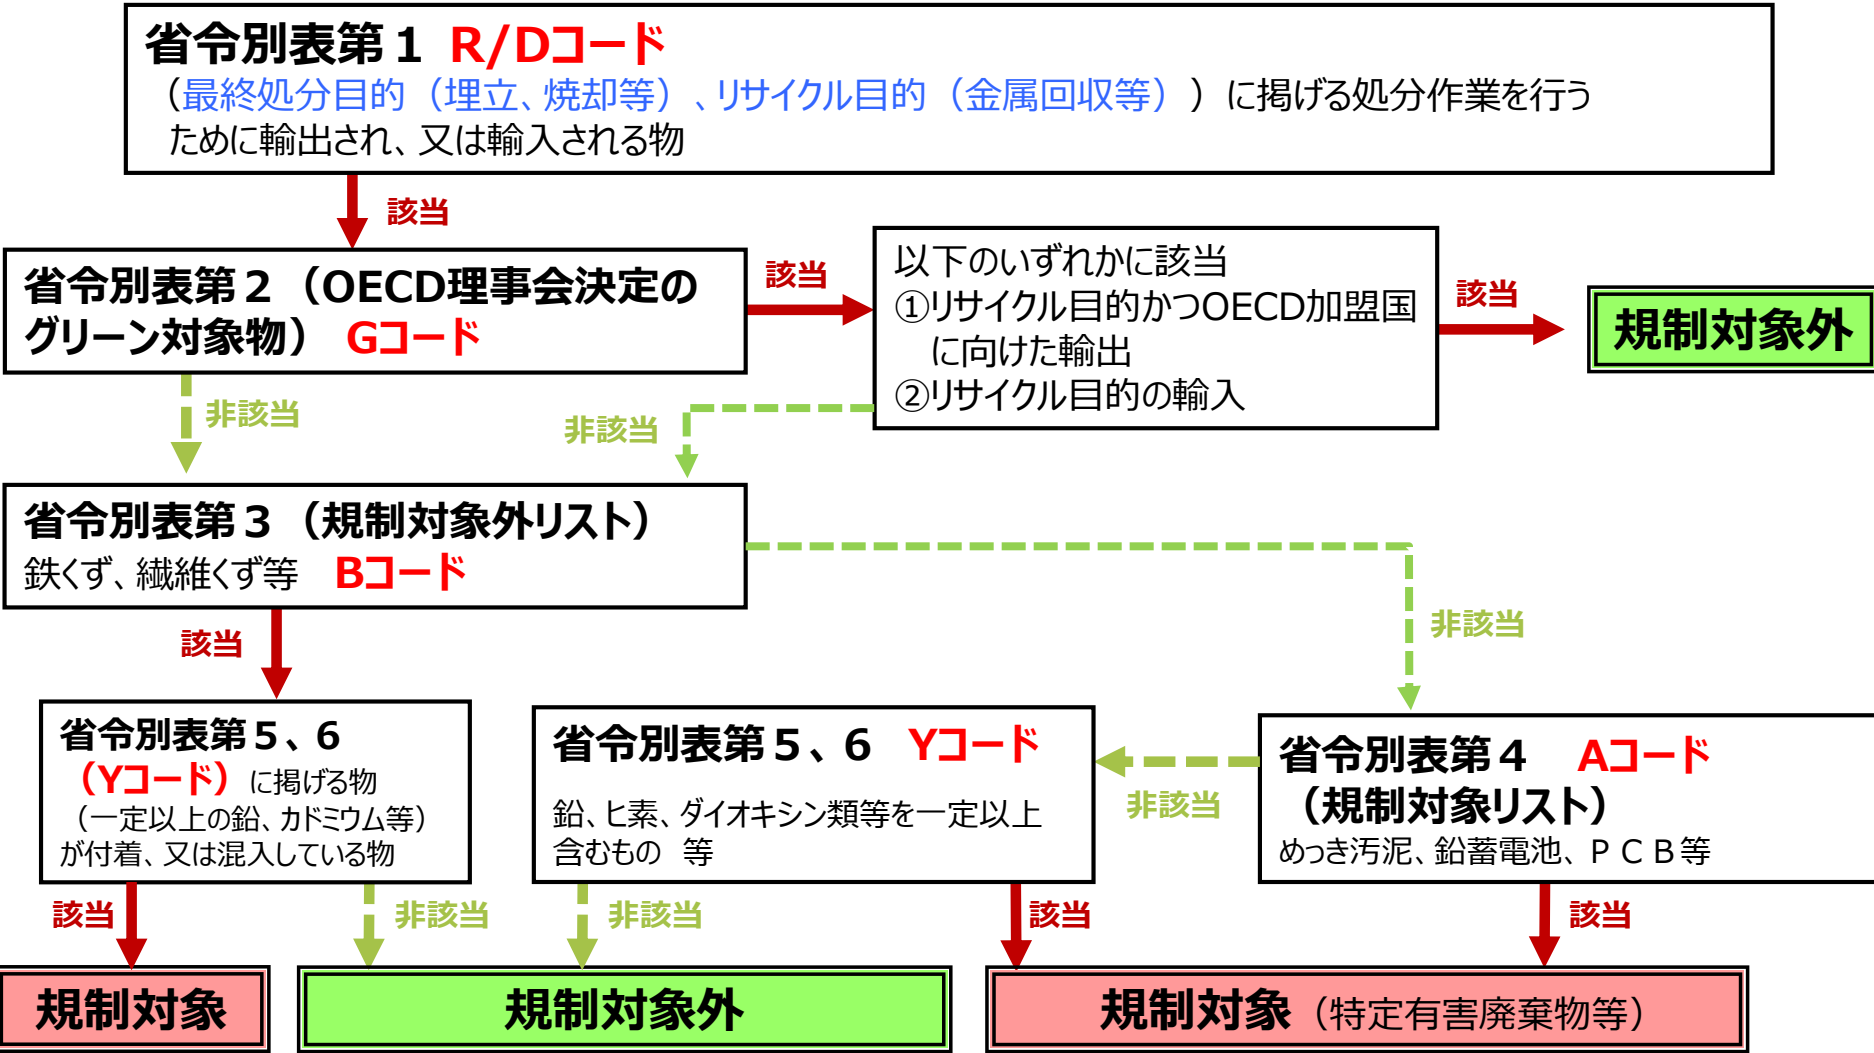 省令別表第１ R/Dコード
（最終処分目的（埋立、焼却等）、リサイクル目的（金属回収等））に掲げる処分作業を行う
ために輸出され、又は輸入される物
該当
省令別表第２（OECD理事会決定の
グリーン対象物） Gコード
該当
以下のいずれかに該当
①リサイクル目的かつOECD加盟国
に向けた輸出
②リサイクル目的の輸入
該当
規制対象外
非該当
非該当
省令別表第３（規制対象外リスト）
鉄くず、繊維くず等 Bコード
該当
非該当
省令別表第５、６
（Yコード）に掲げる物
（一定以上の鉛、カドミウム等）
が付着、又は混入している物
省令別表第５、６ Yコード
鉛、ヒ素、ダイオキシン類等を一定以上
含むもの 等
非該当
省令別表第４ Aコード
（規制対象リスト）
めっき汚泥、鉛蓄電池、ＰＣＢ等
該当
非該当
非該当
該当
該当
規制対象
規制対象外
規制対象（特定有害廃棄物等）